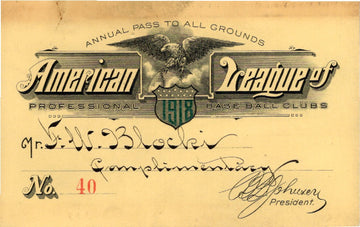 ANNUAL PASS TO ALL GROUNDS
American League of
PROFESSIONAL BASE BALL CLUBS
1918
Mr. F. W. Blocki
Complimentary
No. 40
B B Johnson
President.